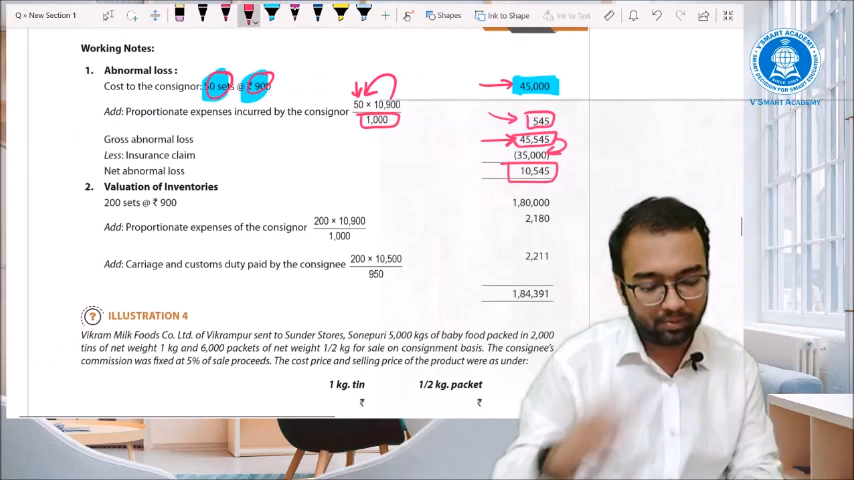 Q » New Section 1
Shapes
Ink to Shape
Ink to Text
Working Notes:
1. Abnormal loss :
Cost to the consignor: 50 sets @ ₹ 900 45,000
Add: Proportionate expenses incurred by the consignor 50 × 10,900 / 1,000 545
Gross abnormal loss 45,545
Less: Insurance claim (35,000)
Net abnormal loss 10,545
2. Valuation of Inventories
200 sets @ ₹ 900 1,80,000
Add: Proportionate expenses of the consignor 200 × 10,900 / 1,000 2,180
Add: Carriage and customs duty paid by the consignee 200 × 10,500 / 950 2,211
1,84,391
ILLUSTRATION 4
Vikram Milk Foods Co. Ltd. of Vikrampur sent to Sunder Stores, Sonepuri 5,000 kgs of baby food packed in 2,000
tins of net weight 1 kg and 6,000 packets of net weight 1/2 kg for sale on consignment basis. The consignee's
commission was fixed at 5% of sale proceeds. The cost price and selling price of the product were as under:
1 kg. tin 1/2 kg. packet
₹ ₹
V'SMART ACADEMY
SMART DECISION FOR SMART EDUCATION
V'SMART ACADEMY